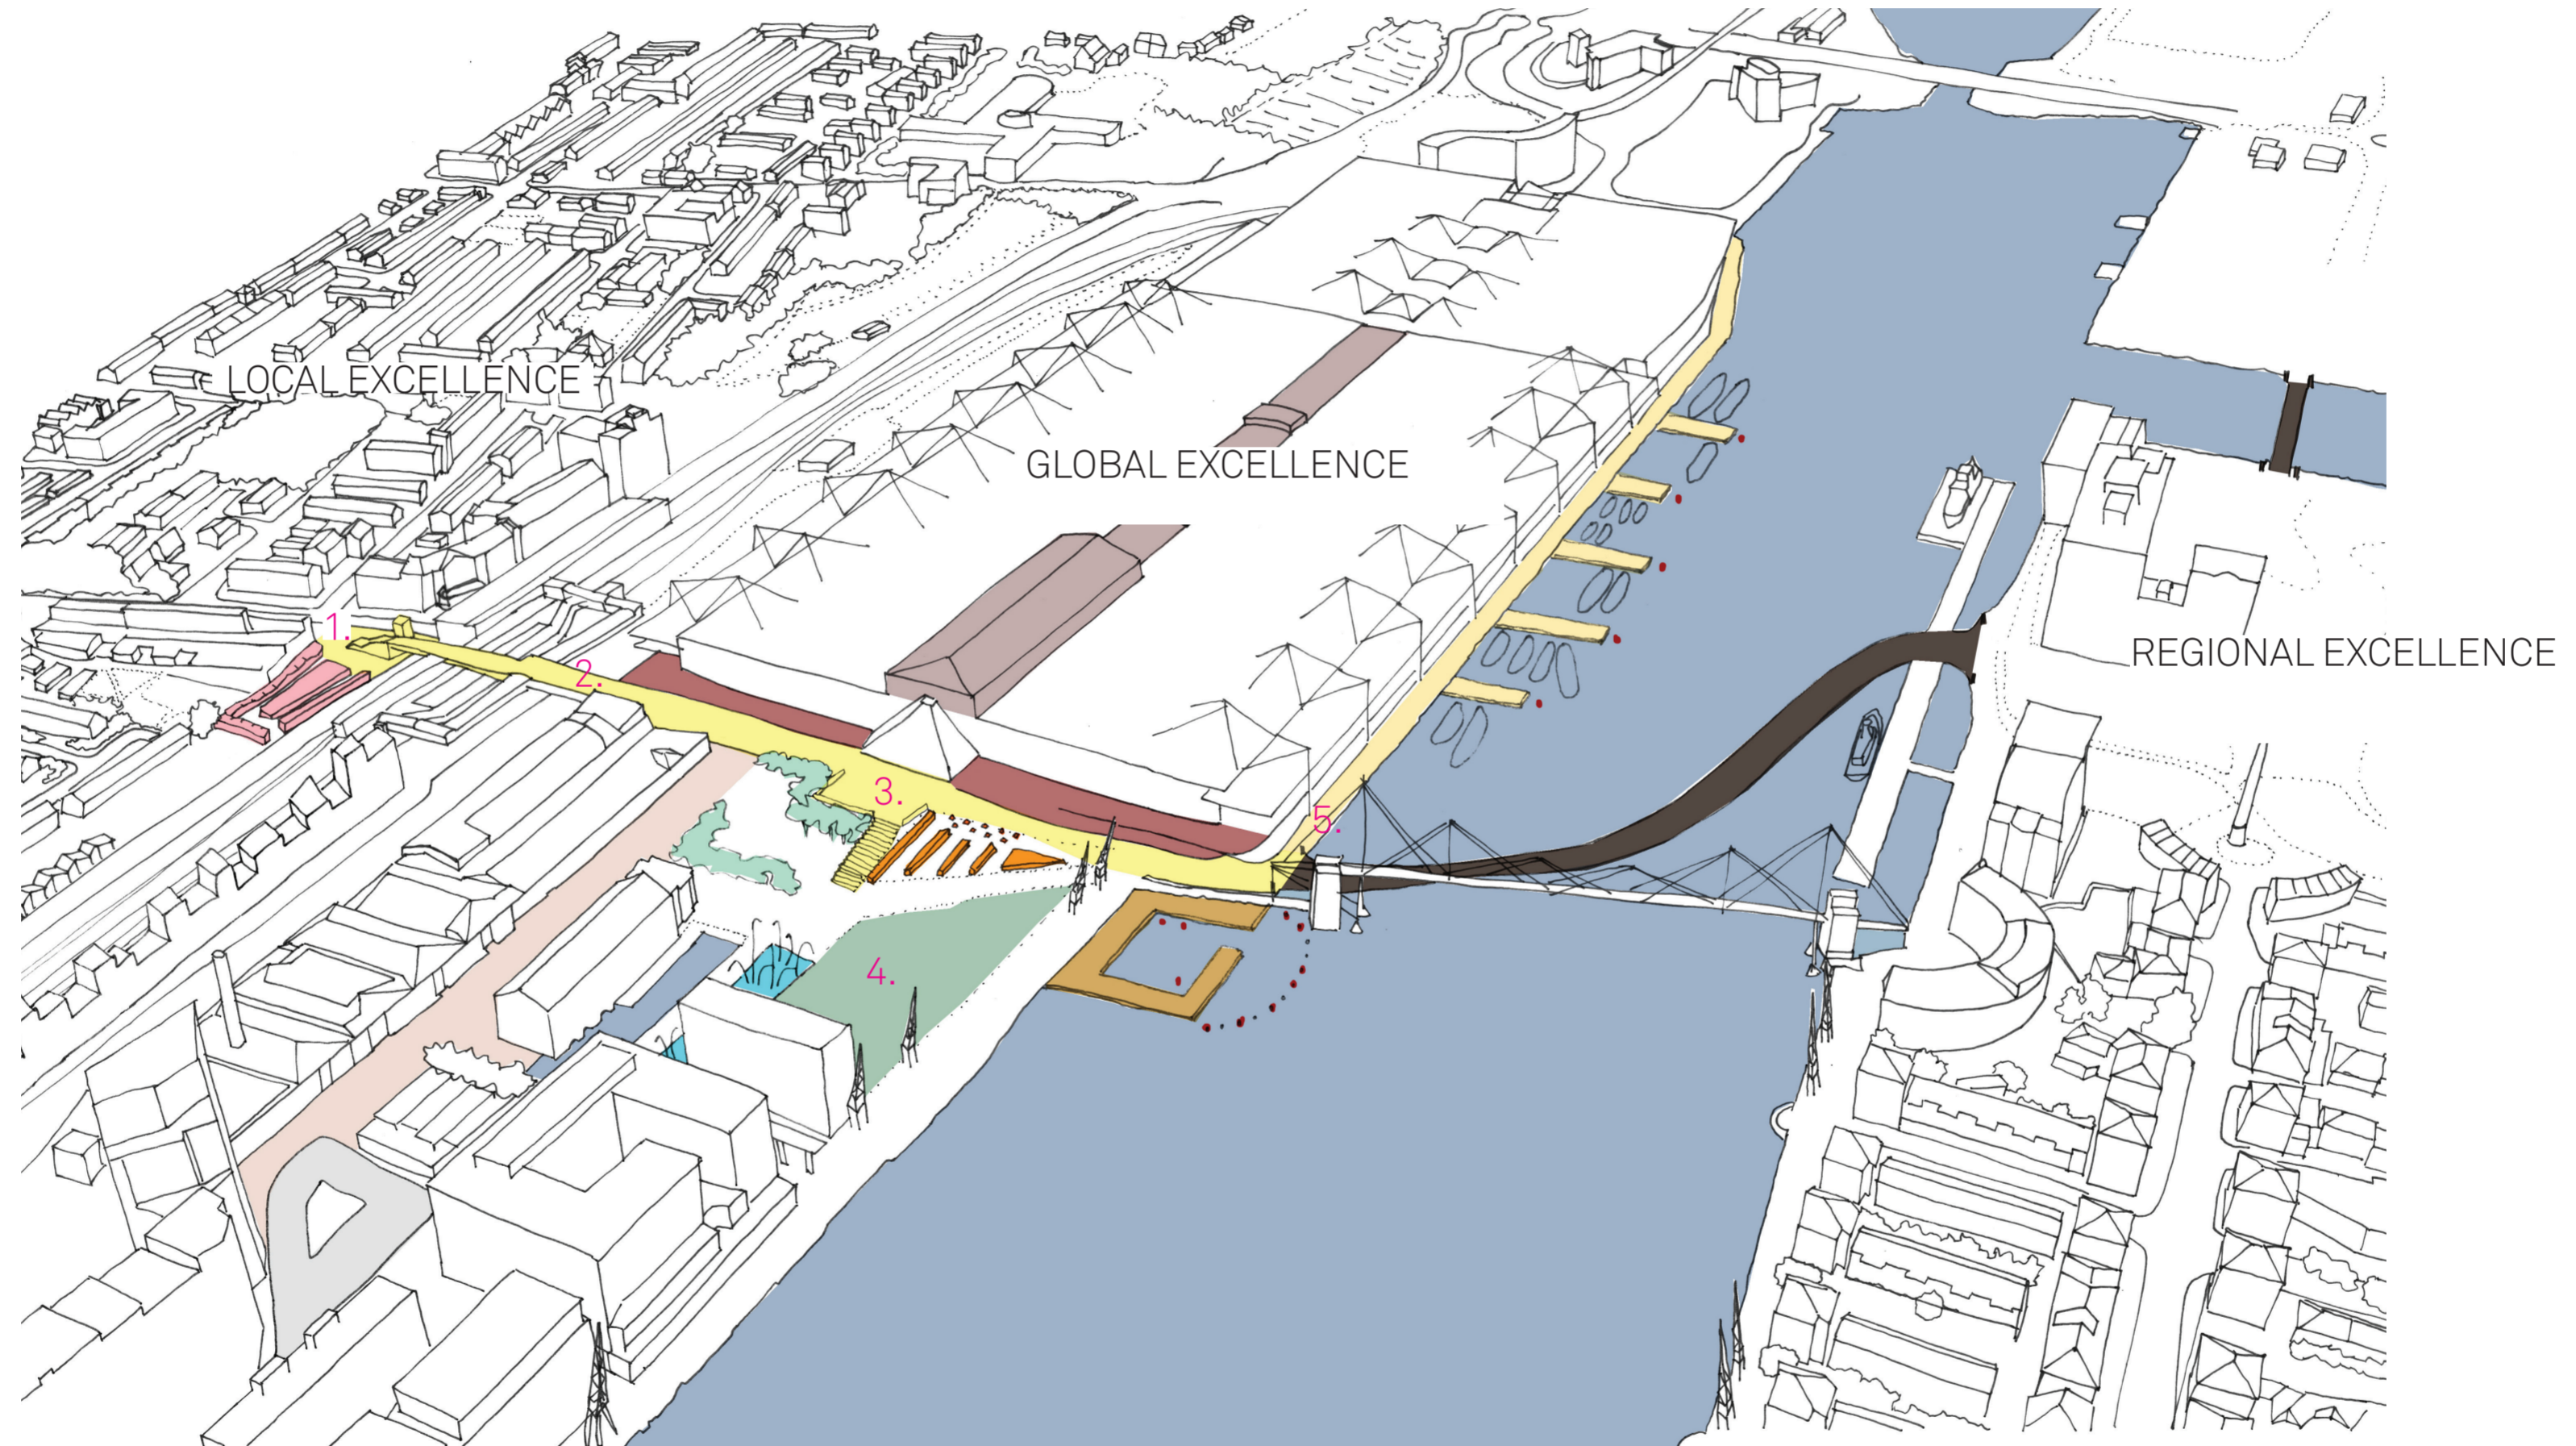 LOCAL EXCELLENCE
GLOBAL EXCELLENCE
1.
REGIONAL EXCELLENCE
2.
3.
5.
4.